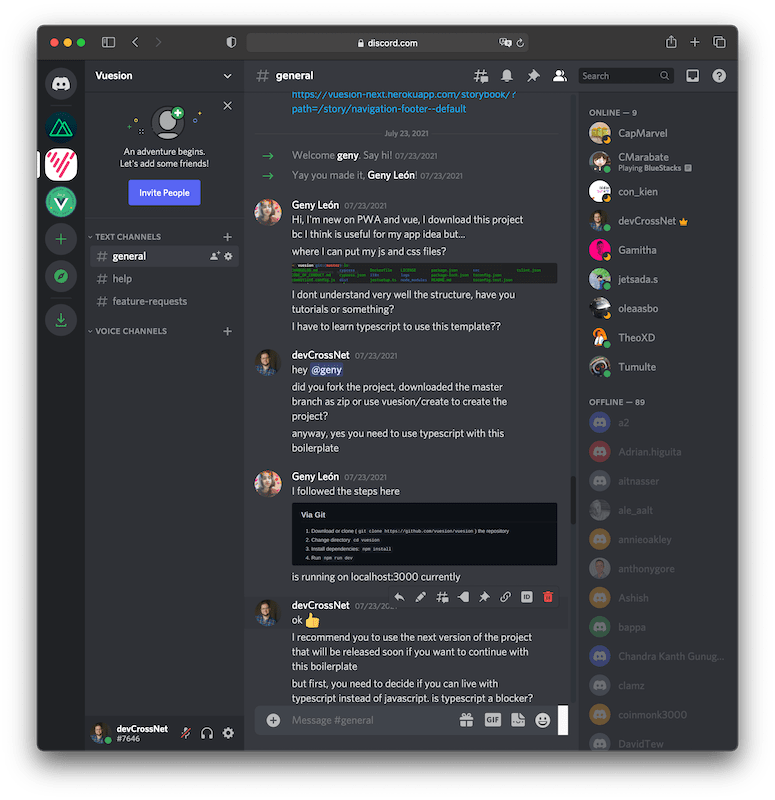 discord.com
Vuesion
general
Search
An adventure begins.
Let's add some friends!
Invite People
TEXT CHANNELS
general
help
feature-requests
VOICE CHANNELS
devCrossNet
#7646
https://vuesion-next.herokuapp.com/storybook/?
path=/story/navigation-footer--default
July 23, 2021
Welcome geny. Say hi! 07/23/2021
Yay you made it, Geny León! 07/23/2021
Geny León 07/23/2021
Hi, I'm new on PWA and vue, I download this project
bc I think is useful for my app idea but...
where I can put my js and css files?
I dont understand very well the structure, have you
tutorials or something?
I have to learn typescript to use this template??
devCrossNet 07/23/2021
hey @geny
did you fork the project, downloaded the master
branch as zip or use vuesion/create to create the
project?
anyway, yes you need to use typescript with this
boilerplate
Geny León 07/23/2021
I followed the steps here
Via Git
1. Download or clone ( git clone https://github.com/vuesion/vuesion ) the repository
2. Change directory cd vuesion
3. Install dependencies: npm install
4. Run npm run dev
is running on localhost:3000 currently
devCrossNet 07/23/20...
ID
ok 👍
I recommend you to use the next version of the project
that will be released soon if you want to continue with
this boilerplate
but first, you need to decide if you can live with
typescript instead of javascript. is typescript a blocker?
Message #general
GIF
ONLINE — 9
CapMarvel
CMarabate
Playing BlueStacks
con_kien
devCrossNet
Gamitha
jetsada.s
oleaasbo
TheoXD
Tumulte
OFFLINE — 89
a2
Adrian.higuita
aitnasser
ale_aalt
annieoakley
anthonygore
Ashish
bappa
Chandra Kanth Gunug...
clamz
coinmonk3000
DavidTew